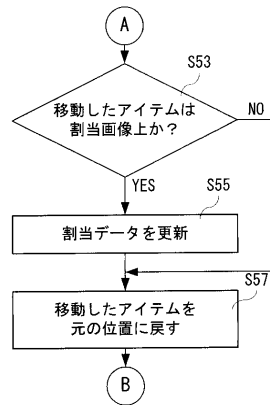 A
S53
移動したアイテムは
割当画像上か？
NO
YES
S55
割当データを更新
S57
移動したアイテムを
元の位置に戻す
B